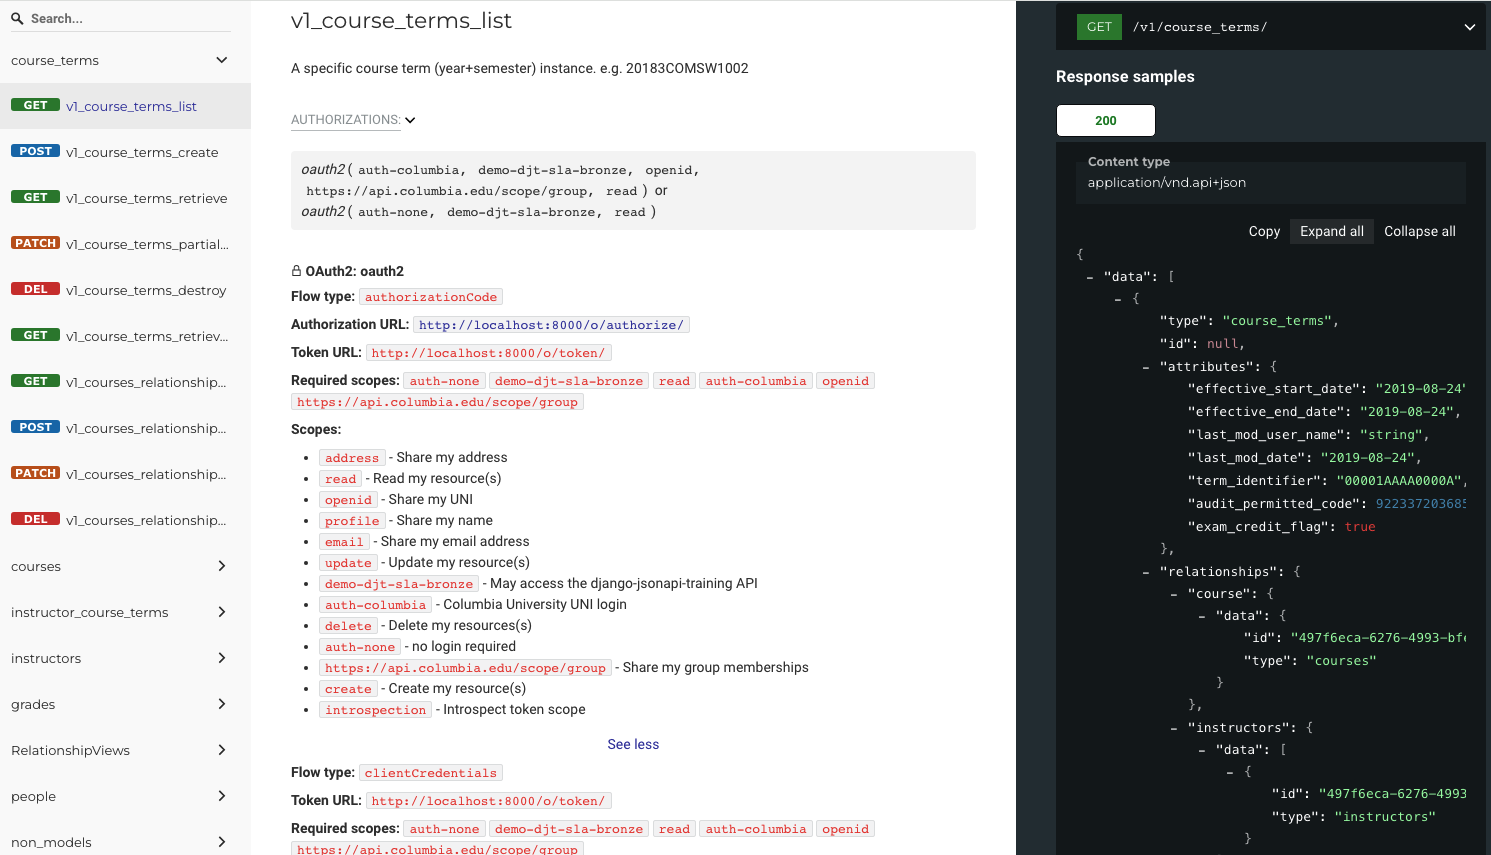 Search...
course_terms
GET v1_course_terms_list
POST v1_course_terms_create
GET v1_course_terms_retrieve
PATCH v1_course_terms_partial...
DEL v1_course_terms_destroy
GET v1_course_terms_retriev...
GET v1_courses_relationship...
POST v1_courses_relationship...
PATCH v1_courses_relationship...
DEL v1_courses_relationship...
courses
instructor_course_terms
instructors
grades
RelationshipViews
people
non_models
v1_course_terms_list
A specific course term (year+semester) instance. e.g. 20183COMSW1002
AUTHORIZATIONS:
oauth2 ( auth-columbia, demo-djt-sla-bronze, openid,
https://api.columbia.edu/scope/group, read ) or
oauth2 ( auth-none, demo-djt-sla-bronze, read )
OAuth2: oauth2
Flow type: authorizationCode
Authorization URL: http://localhost:8000/o/authorize/
Token URL: http://localhost:8000/o/token/
Required scopes: auth-none demo-djt-sla-bronze read auth-columbia openid
https://api.columbia.edu/scope/group
Scopes:
• address - Share my address
• read - Read my resource(s)
• openid - Share my UNI
• profile - Share my name
• email - Share my email address
• update - Update my resource(s)
• demo-djt-sla-bronze - May access the django-jsonapi-training API
• auth-columbia - Columbia University UNI login
• delete - Delete my resources(s)
• auth-none - no login required
• https://api.columbia.edu/scope/group - Share my group memberships
• create - Create my resource(s)
• introspection - Introspect token scope
See less
Flow type: clientCredentials
Token URL: http://localhost:8000/o/token/
Required scopes: auth-none demo-djt-sla-bronze read auth-columbia openid
https://api.columbia.edu/scope/group
GET /v1/course_terms/
Response samples
200
Content type
application/vnd.api+json
Copy Expand all Collapse all
{
- "data": [
- {
"type": "course_terms",
"id": null,
- "attributes": {
"effective_start_date": "2019-08-24"
"effective_end_date": "2019-08-24",
"last_mod_user_name": "string",
"last_mod_date": "2019-08-24",
"term_identifier": "00001AAAA0000A",
"audit_permitted_code": 922337203685
"exam_credit_flag": true
},
- "relationships": {
- "course": {
- "data": {
"id": "497f6eca-6276-4993-bfe
"type": "courses"
}
},
- "instructors": {
- "data": [
- {
"id": "497f6eca-6276-4993
"type": "instructors"
}